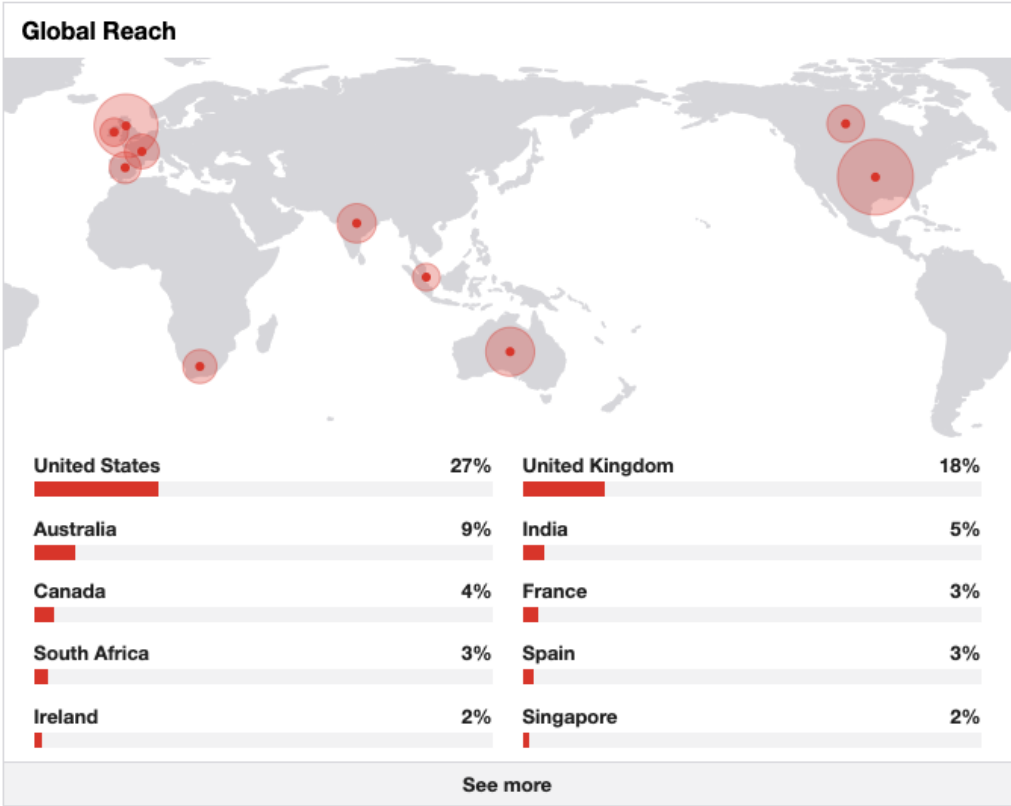 Global Reach
United States 27% United Kingdom 18%
Australia 9% India 5%
Canada 4% France 3%
South Africa 3% Spain 3%
Ireland 2% Singapore 2%
See more